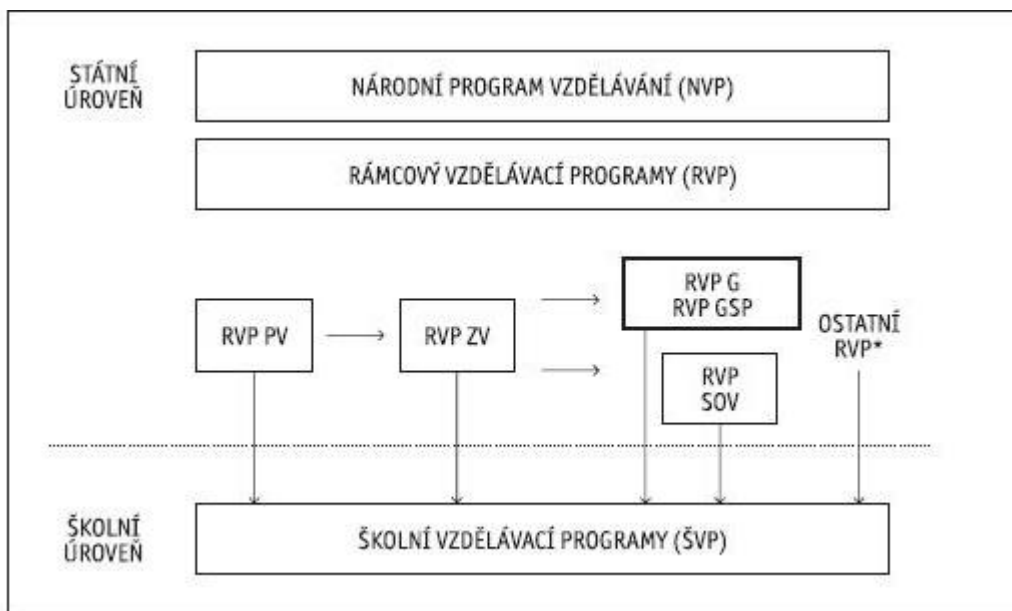 STÁTNÍ
ÚROVEŇ
NÁRODNÍ PROGRAM VZDĚLÁVÁNÍ (NVP)
RÁMCOVÝ VZDĚLÁVACÍ PROGRAMY (RVP)
RVP PV
RVP ZV
RVP G
RVP GSP
RVP
SOV
OSTATNÍ
RVP*
ŠKOLNÍ
ÚROVEŇ
ŠKOLNÍ VZDĚLÁVACÍ PROGRAMY (ŠVP)